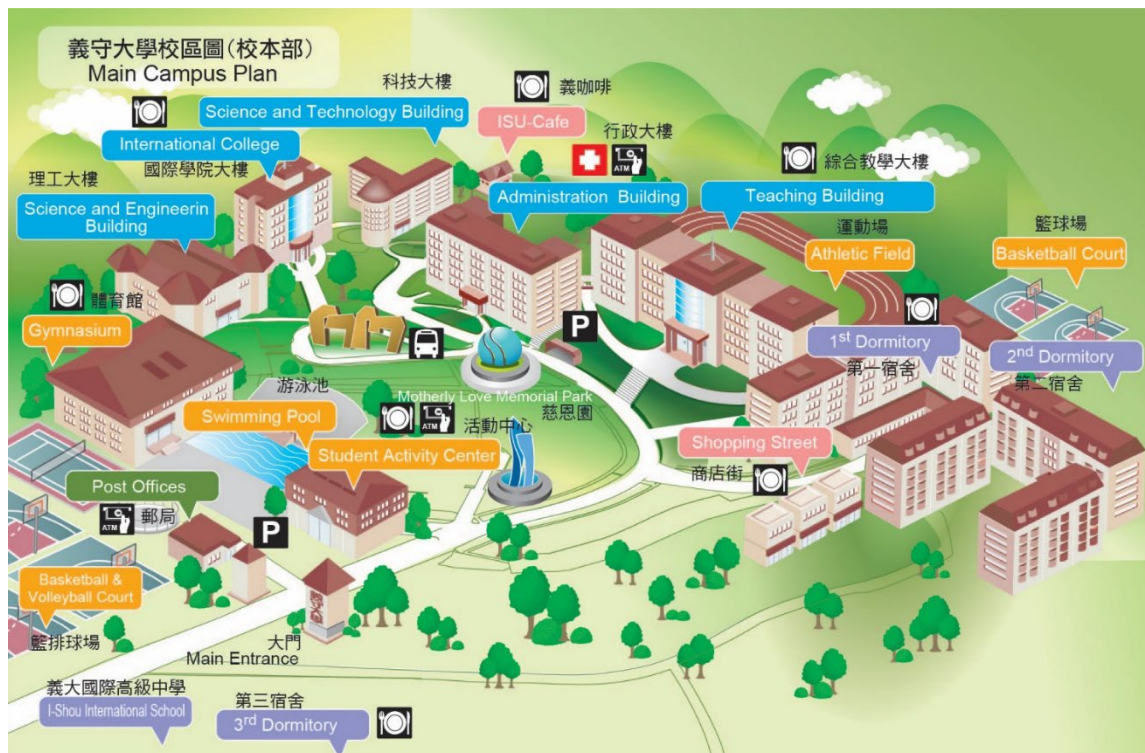 義守大學校區圖(校本部)
Main Campus Plan
科技大樓
Science and Technology Building
義咖啡
ISU-Cafe
International College
國際學院大樓
行政大樓
ATM
Administration Building
綜合教學大樓
Teaching Building
理工大樓
Science and Engineerin
Building
運動場
Athletic Field
籃球場
Basketball Court
體育館
Gymnasium
P
1st Dormitory
第一宿舍
2nd Dormitory
第二宿舍
Motherly Love Memorial Park
慈恩園
游泳池
Swimming Pool
ATM
活動中心
Student Activity Center
Shopping Street
商店街
Post Offices
ATM
郵局
P
Basketball &
Volleyball Court
籃排球場
大門
Main Entrance
義大國際高級中學
I-Shou International School
第三宿舍
3rd Dormitory